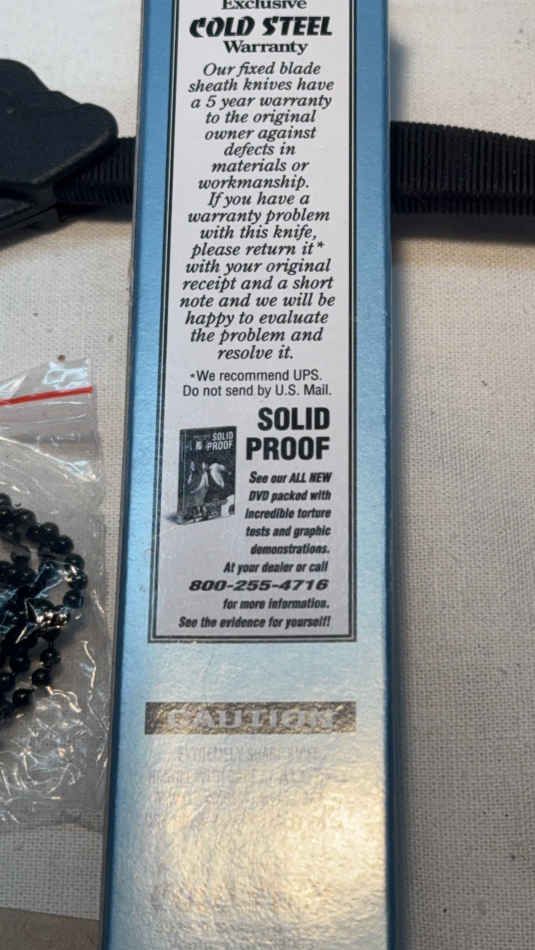 Exclusive
COLD STEEL
Warranty
Our fixed blade
sheath knives have
a 5 year warranty
to the original
owner against
defects in
materials or
workmanship.
If you have a
warranty problem
with this knife,
please return it*
with your original
receipt and a short
note and we will be
happy to evaluate
the problem and
resolve it.
*We recommend UPS.
Do not send by U.S. Mail.
SOLID
PROOF
SOLID
PROOF
See our ALL NEW
DVD packed with
incredible torture
tests and graphic
demonstrations.
At your dealer or call
800-255-4716
for more information.
See the evidence for yourself!
CAUTION
EXTREMELY SHARP